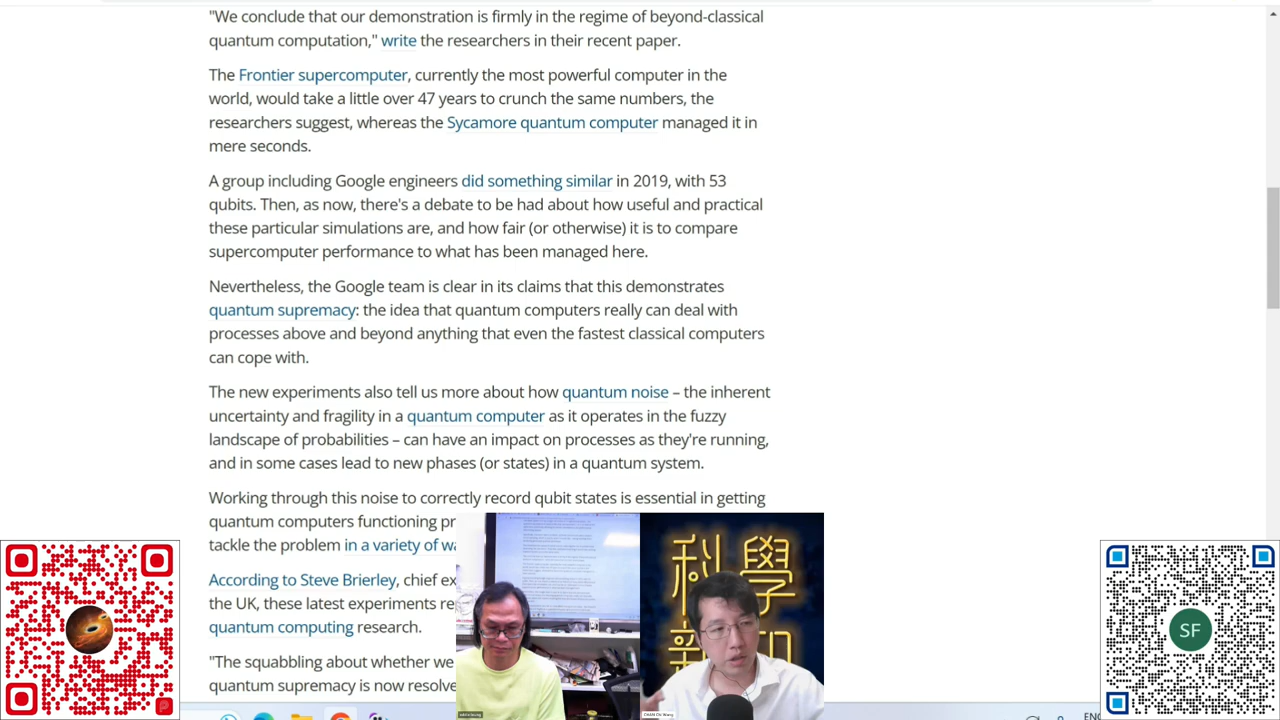 "We conclude that our demonstration is firmly in the regime of beyond-classical
quantum computation," write the researchers in their recent paper.
The Frontier supercomputer, currently the most powerful computer in the
world, would take a little over 47 years to crunch the same numbers, the
researchers suggest, whereas the Sycamore quantum computer managed it in
mere seconds.
A group including Google engineers did something similar in 2019, with 53
qubits. Then, as now, there's a debate to be had about how useful and practical
these particular simulations are, and how fair (or otherwise) it is to compare
supercomputer performance to what has been managed here.
Nevertheless, the Google team is clear in its claims that this demonstrates
quantum supremacy: the idea that quantum computers really can deal with
processes above and beyond anything that even the fastest classical computers
can cope with.
The new experiments also tell us more about how quantum noise – the inherent
uncertainty and fragility in a quantum computer as it operates in the fuzzy
landscape of probabilities – can have an impact on processes as they're running,
and in some cases lead to new phases (or states) in a quantum system.
Working through this noise to correctly record qubit states is essential in getting
quantum computers functioning
tackle
in a variety of
According to Steve Brierley, chief
the UK, these latest experiments
quantum computing research.
"The squabbling about whether we
quantum supremacy is now
科學
新知
SF
ENG